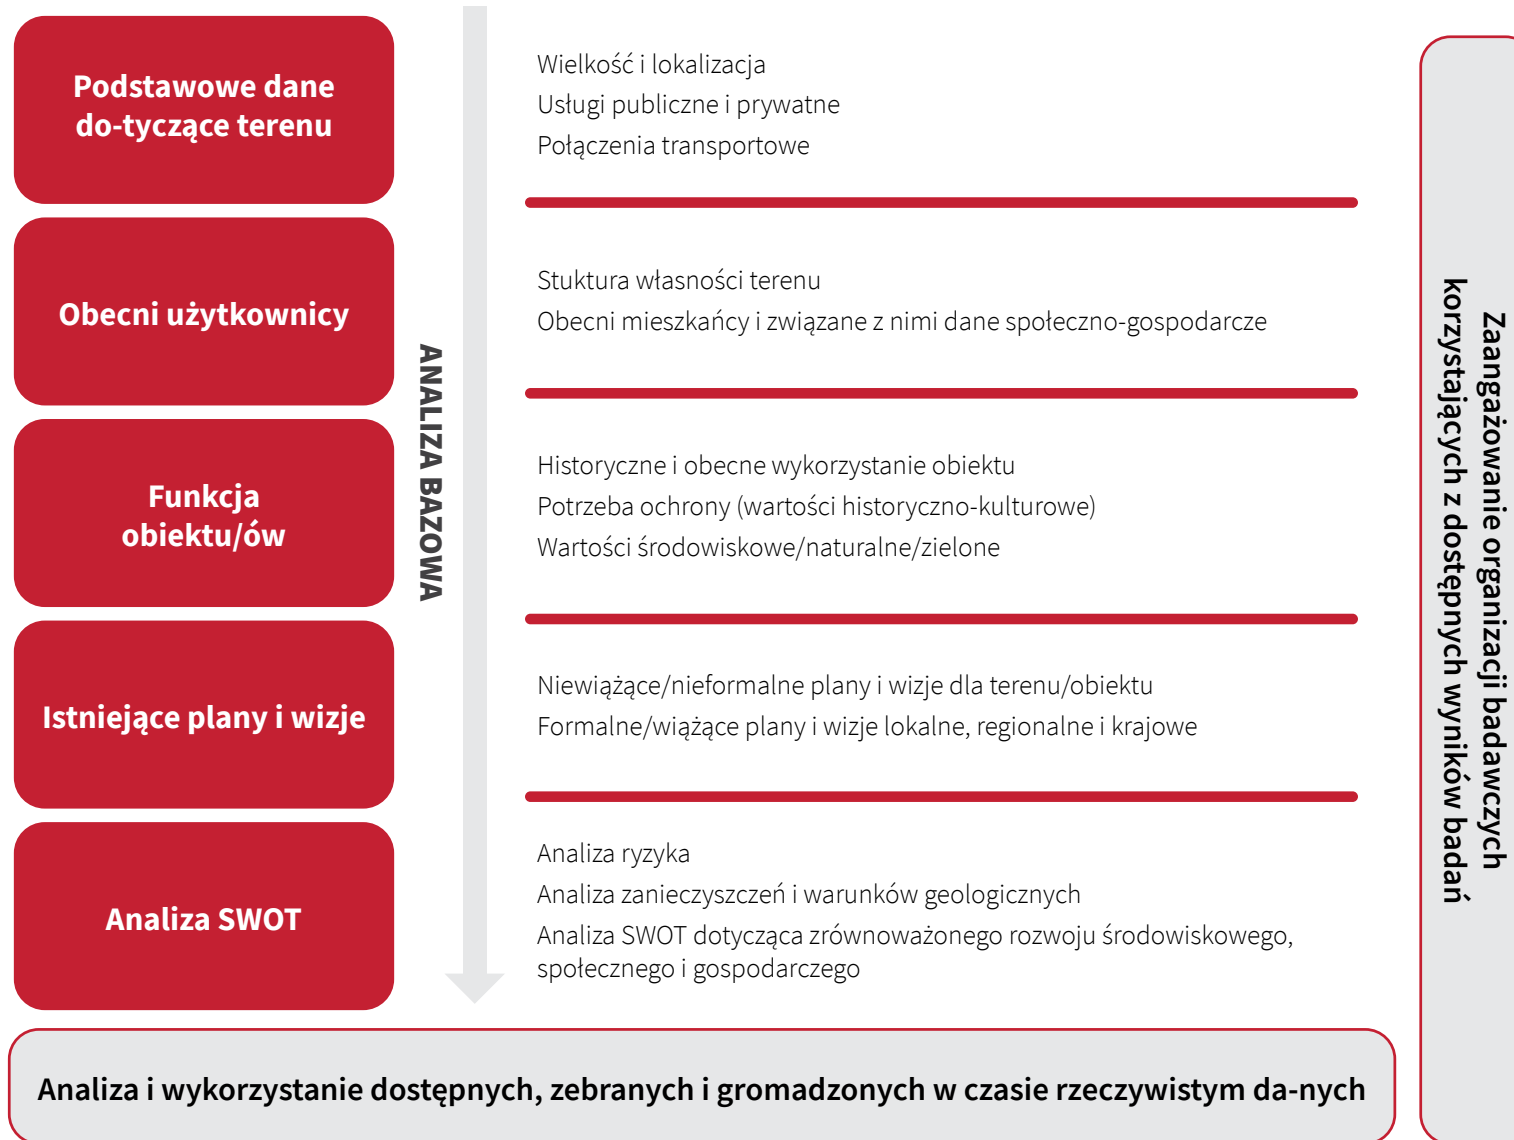 Podstawowe dane
do-tyczące terenu
Wielkość i lokalizacja
Usługi publiczne i prywatne
Połączenia transportowe
Obecni użytkownicy
Stuktura własności terenu
Obecni mieszkańcy i związane z nimi dane społeczno-gospodarcze
ANALIZA BAZOWA
Funkcja
obiektu/ów
Historyczne i obecne wykorzystanie obiektu
Potrzeba ochrony (wartości historyczno-kulturowe)
Wartości środowiskowe/naturalne/zielone
Istniejące plany i wizje
Niewiążące/nieformalne plany i wizje dla terenu/obiektu
Formalne/wiążące plany i wizje lokalne, regionalne i krajowe
Analiza SWOT
Analiza ryzyka
Analiza zanieczyszczeń i warunków geologicznych
Analiza SWOT dotycząca zrównoważonego rozwoju środowiskowego,
społecznego i gospodarczego
Zaangażowanie organizacji badawczych
korzystających z dostępnych wyników badań
Analiza i wykorzystanie dostępnych, zebranych i gromadzonych w czasie rzeczywistym da-nych